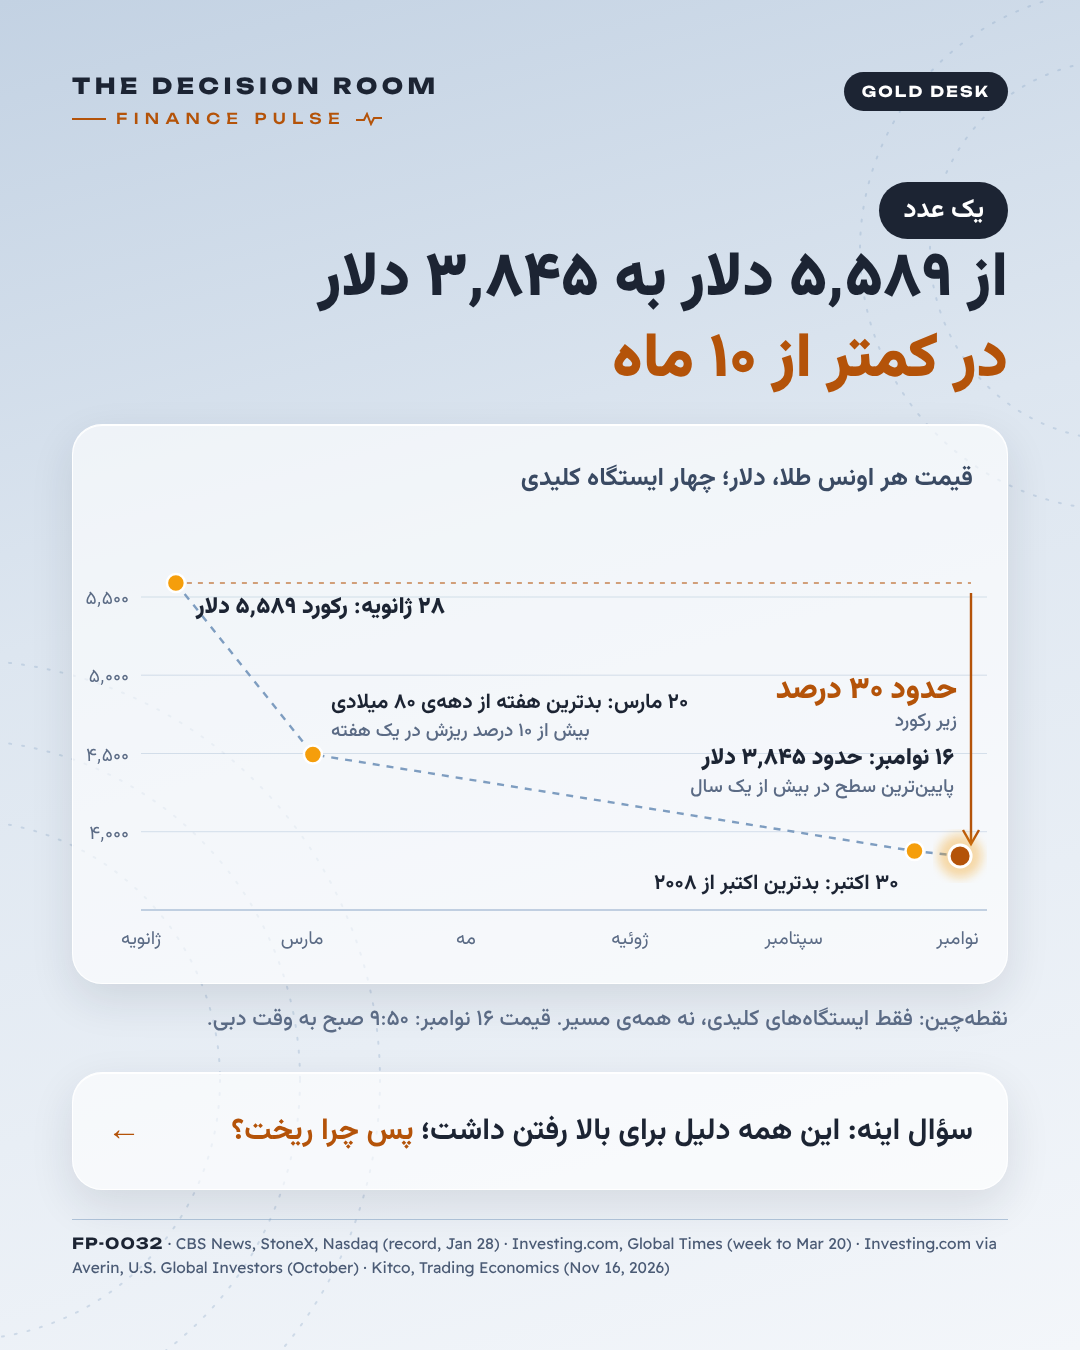 THE DECISION ROOM
FINANCE PULSE
GOLD DESK
یک عدد
از ۵,۵۸۹ دلار به ۳,۸۴۵ دلار
در کمتر از ۱۰ ماه
قیمت هر اونس طلا، دلار؛ چهار ایستگاه کلیدی
۵,۵۰۰
۲۸ ژانویه: رکورد ۵,۵۸۹ دلار
۵,۰۰۰
حدود ۳۰ درصد
زیر رکورد
۲۰ مارس: بدترین هفته از دهه‌ی ۸۰ میلادی
بیش از ۱۰ درصد ریزش در یک هفته
۴,۵۰۰
۱۶ نوامبر: حدود ۳,۸۴۵ دلار
پایین‌ترین سطح در بیش از یک سال
۴,۰۰۰
۳۰ اکتبر: بدترین اکتبر از ۲۰۰۸
ژانویه
مارس
مه
ژوئیه
سپتامبر
نوامبر
نقطه‌چین: فقط ایستگاه‌های کلیدی، نه همه‌ی مسیر. قیمت ۱۶ نوامبر: ۹:۵۰ صبح به وقت دبی.
سؤال اینه: این همه دلیل برای بالا رفتن داشت؛ پس چرا ریخت؟ ←
FP-0032 · CBS News, StoneX, Nasdaq (record, Jan 28) · Investing.com, Global Times (week to Mar 20) · Investing.com via
Averin, U.S. Global Investors (October) · Kitco, Trading Economics (Nov 16, 2026)